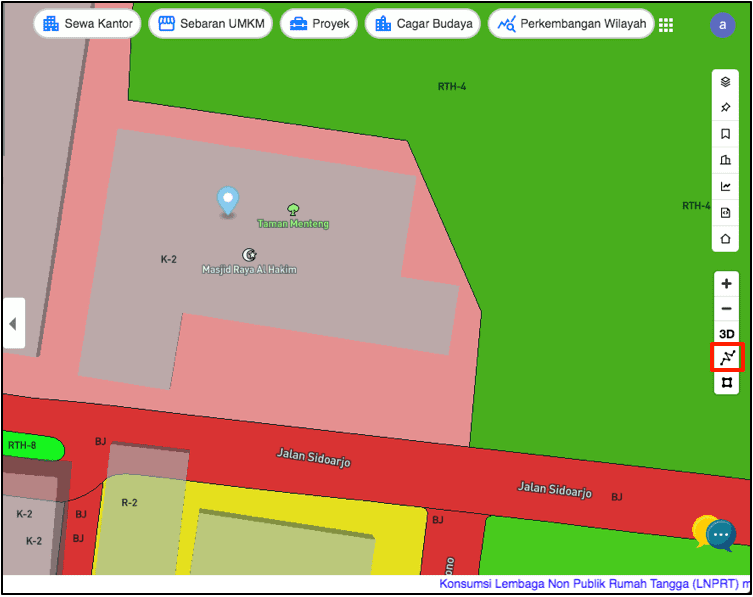 Sewa Kantor
Sebaran UMKM
Proyek
Cagar Budaya
Perkembangan Wilayah
a
RTH-4
RTH-4
Taman Menteng
K-2
Masjid Raya Al Hakim
3D
RTH-8
BJ
Jalan Sidoarjo
Jalan Sidoarjo
BJ
R-2
K-2
BJ
BJ
K-2
BJ
ono
Konsumsi Lembaga Non Publik Rumah Tangga (LNPRT) m